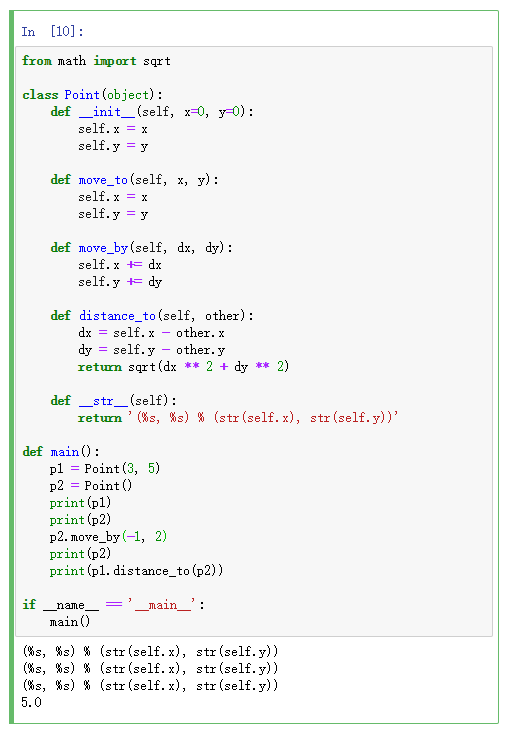 In [10]:
from math import sqrt
class Point(object):
    def __init__(self, x=0, y=0):
        self.x = x
        self.y = y
    def move_to(self, x, y):
        self.x = x
        self.y = y
    def move_by(self, dx, dy):
        self.x += dx
        self.y += dy
    def distance_to(self, other):
        dx = self.x - other.x
        dy = self.y - other.y
        return sqrt(dx ** 2 + dy ** 2)
    def __str__(self):
        return '(%s, %s) % (str(self.x), str(self.y))'
def main():
    p1 = Point(3, 5)
    p2 = Point()
    print(p1)
    print(p2)
    p2.move_by(-1, 2)
    print(p2)
    print(p1.distance_to(p2))
if __name__ == '__main__':
    main()
(%s, %s) % (str(self.x), str(self.y))
(%s, %s) % (str(self.x), str(self.y))
(%s, %s) % (str(self.x), str(self.y))
5.0